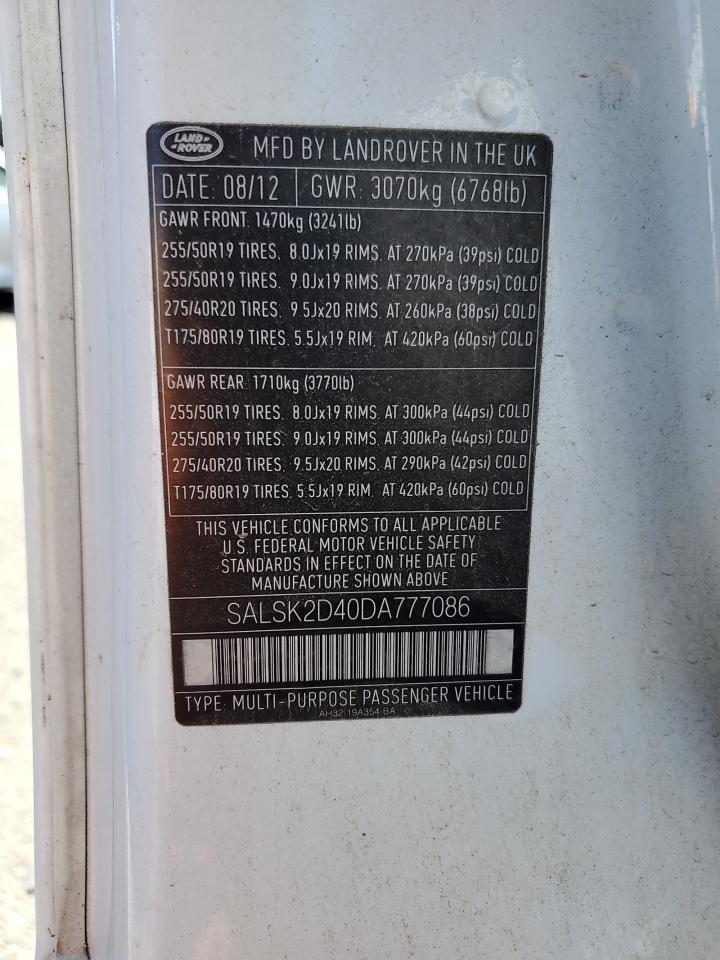 LAND ROVER
MFD BY LANDROVER IN THE UK
DATE: 08/12 GWR: 3070kg (6768lb)
GAWR FRONT: 1470kg (3241lb)
255/50R19 TIRES, 8.0Jx19 RIMS, AT 270kPa (39psi) COLD
255/50R19 TIRES, 9.0Jx19 RIMS, AT 270kPa (39psi) COLD
275/40R20 TIRES, 9.5Jx20 RIMS, AT 260kPa (38psi) COLD
T175/80R19 TIRES, 5.5Jx19 RIM, AT 420kPa (60psi) COLD
GAWR REAR: 1710kg (3770lb)
255/50R19 TIRES, 8.0Jx19 RIMS, AT 300kPa (44psi) COLD
255/50R19 TIRES, 9.0Jx19 RIMS, AT 300kPa (44psi) COLD
275/40R20 TIRES, 9.5Jx20 RIMS, AT 290kPa (42psi) COLD
T175/80R19 TIRES, 5.5Jx19 RIM, AT 420kPa (60psi) COLD
THIS VEHICLE CONFORMS TO ALL APPLICABLE
U.S. FEDERAL MOTOR VEHICLE SAFETY
STANDARDS IN EFFECT ON THE DATE OF
MANUFACTURE SHOWN ABOVE
SALSK2D40DA777086
TYPE: MULTI-PURPOSE PASSENGER VEHICLE
AH32-19A354-BA